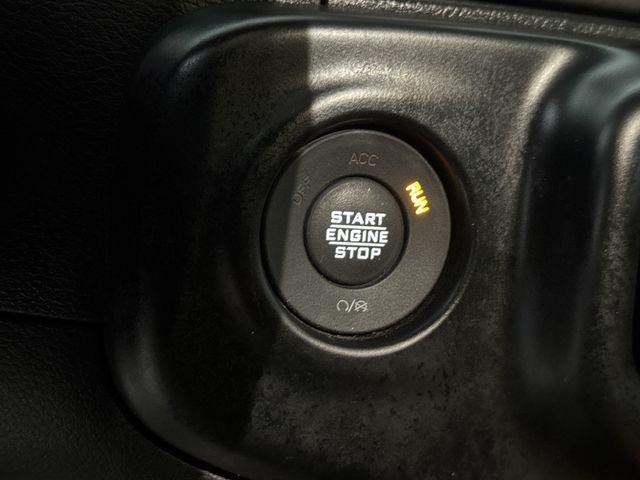 OFF
ACC
RUN
START
ENGINE
STOP